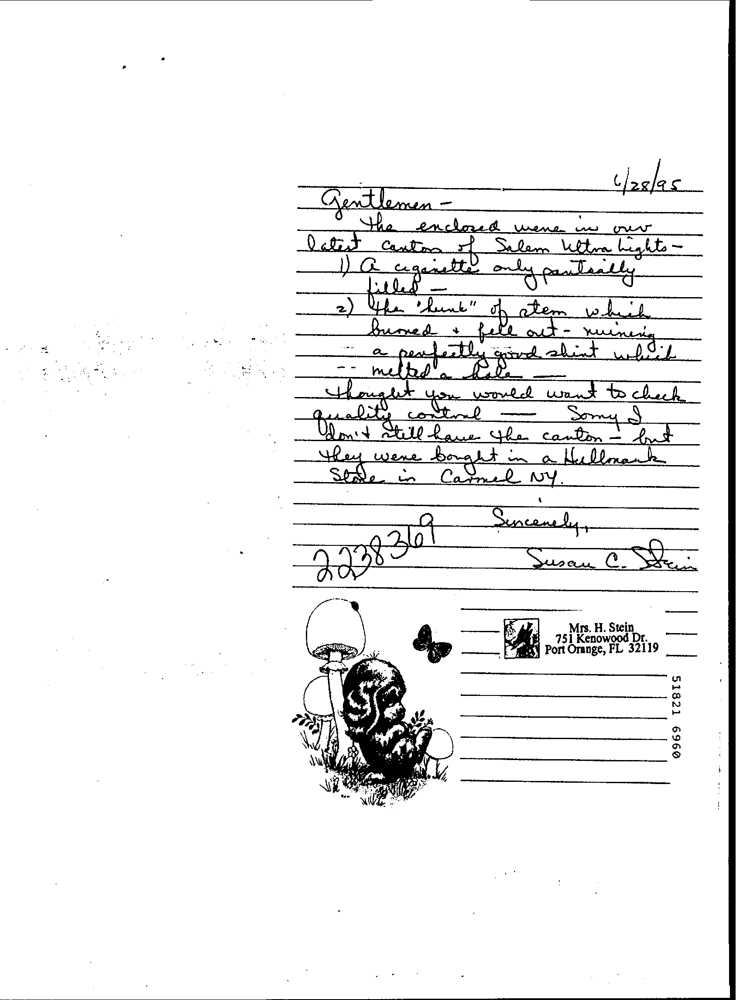 6/28/95
Gentlemen -
The enclosed were in our
latest carton of Salem Ultra Lights -
1) A cigarette only partially
filled -
2) The "hunk" of stem which
burned + fell out - ruining
a perfectly good shirt which
-- melted a hole —
Thought you would want to check
quality control — Sorry I
don't still have the carton - but
they were bought in a Hallmark
Store in Carmel NY.
Sincerely,
Susan C. Stein
2238369
Mrs. H. Stein
751 Kenowood Dr.
Port Orange, FL 32119
51821 6960